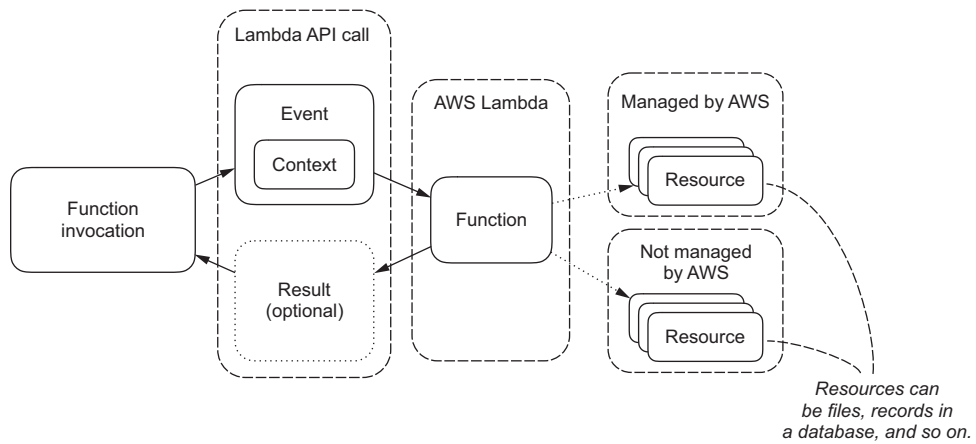 Lambda API call
Event
Context
Function
invocation
Result
(optional)
AWS Lambda
Function
Managed by AWS
Resource
Not managed
by AWS
Resource
Resources can
be files, records in
a database, and so on.